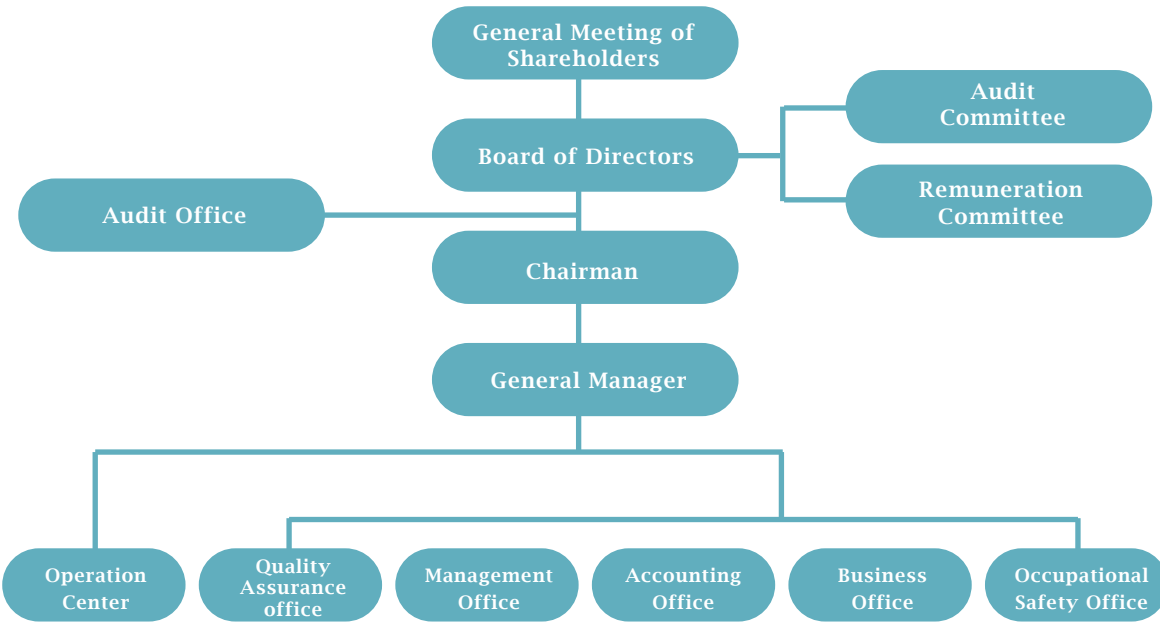 General Meeting of
Shareholders
Audit
Committee
Board of Directors
Remuneration
Committee
Audit Office
Chairman
General Manager
Operation
Center
Quality
Assurance
office
Management
Office
Accounting
Office
Business
Office
Occupational
Safety Office